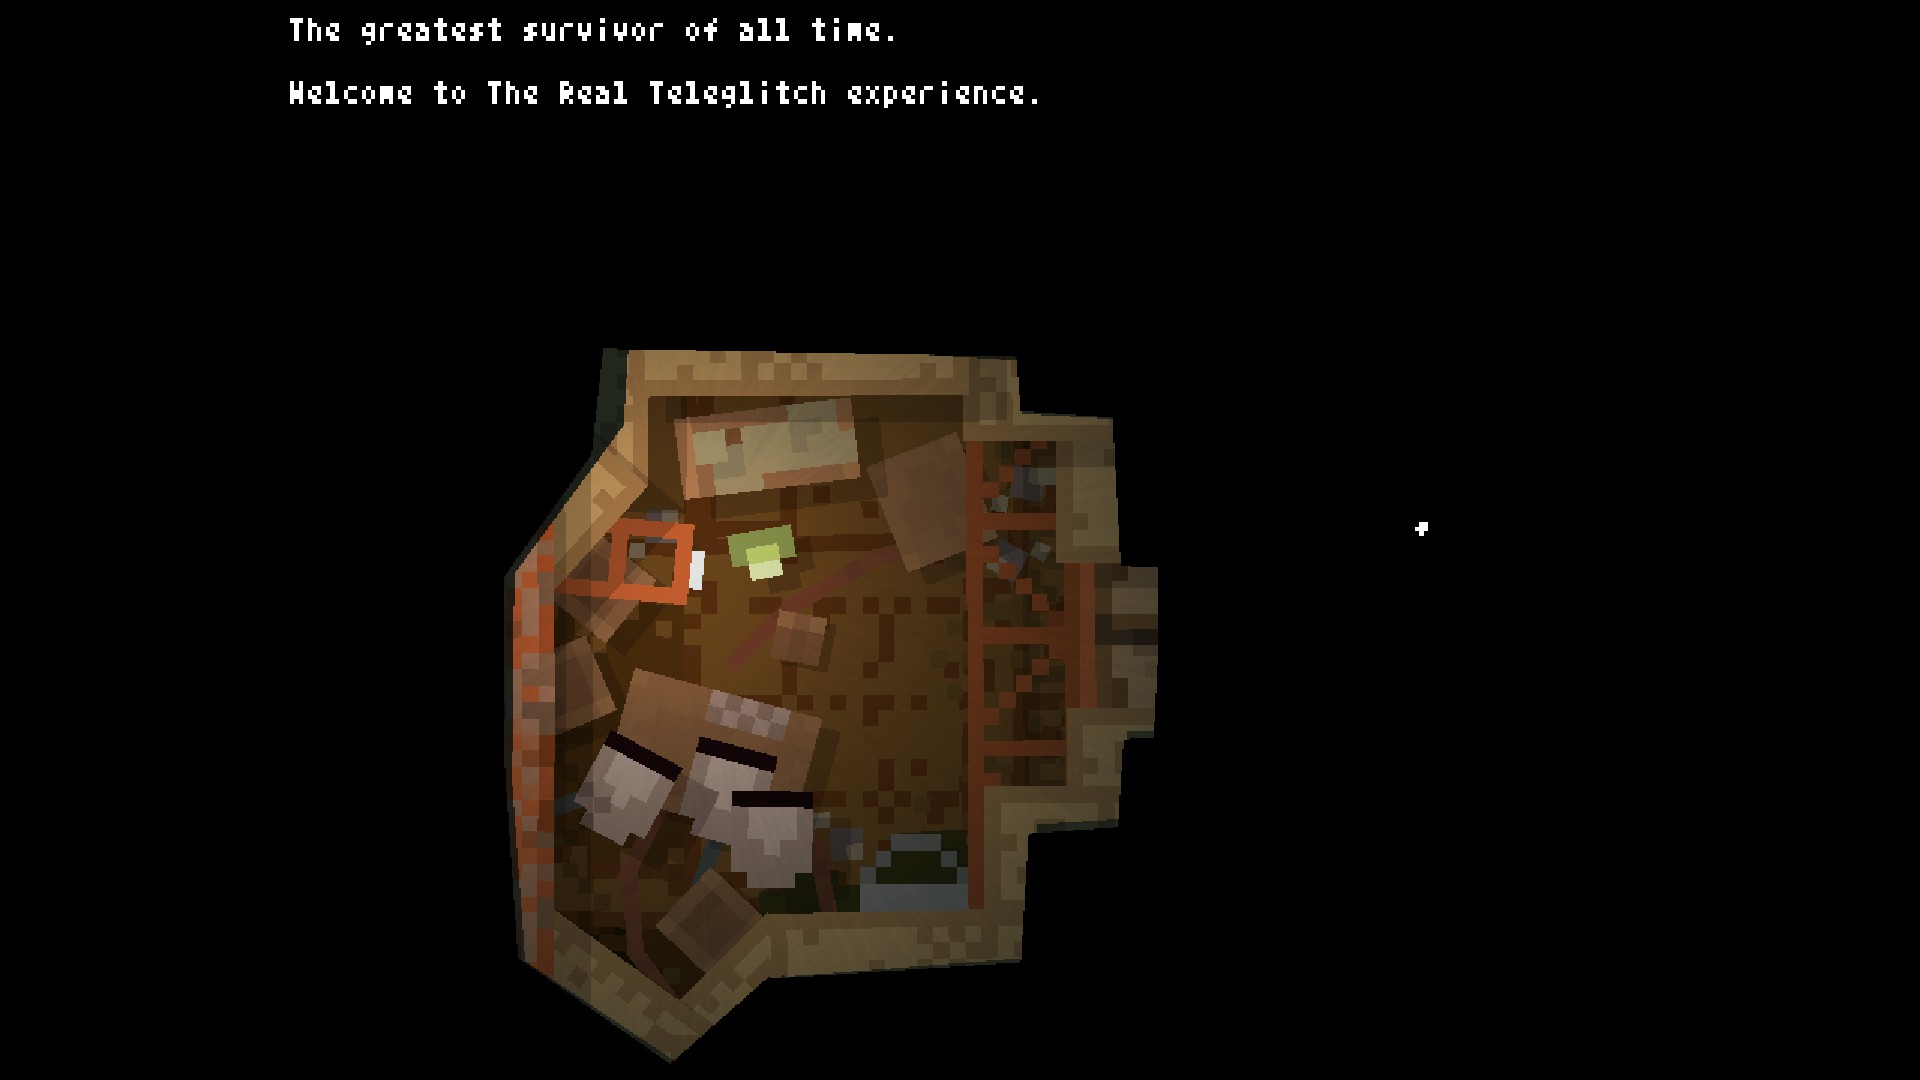 The greatest survivor of all time.
Welcome to The Real Teleglitch experience.